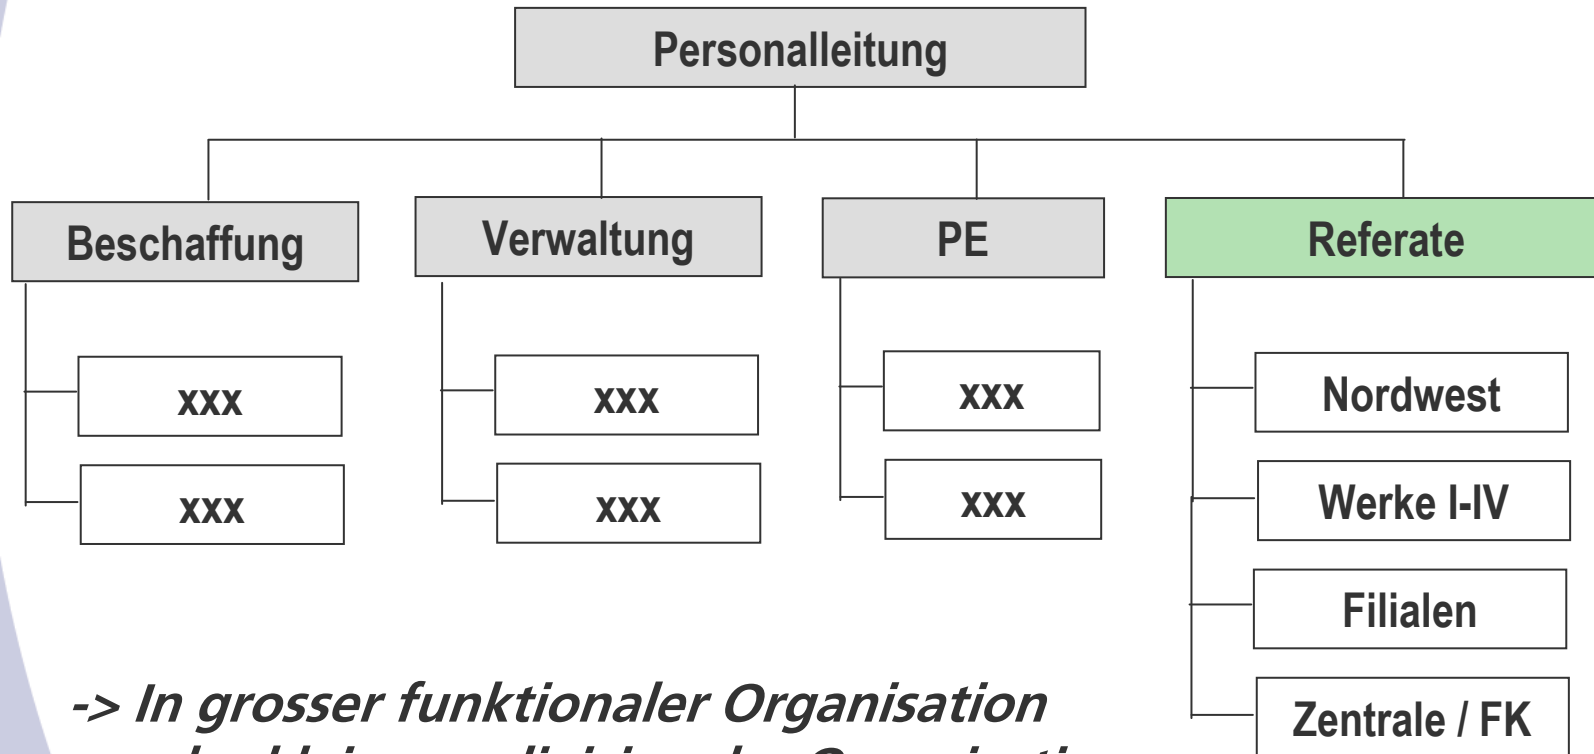 Personalleitung
Beschaffung
Verwaltung
PE
Referate
xxx
xxx
xxx
Nordwest
xxx
xxx
xxx
Werke I-IV
Filialen
Zentrale / FK
-> In grosser funktionaler Organisation